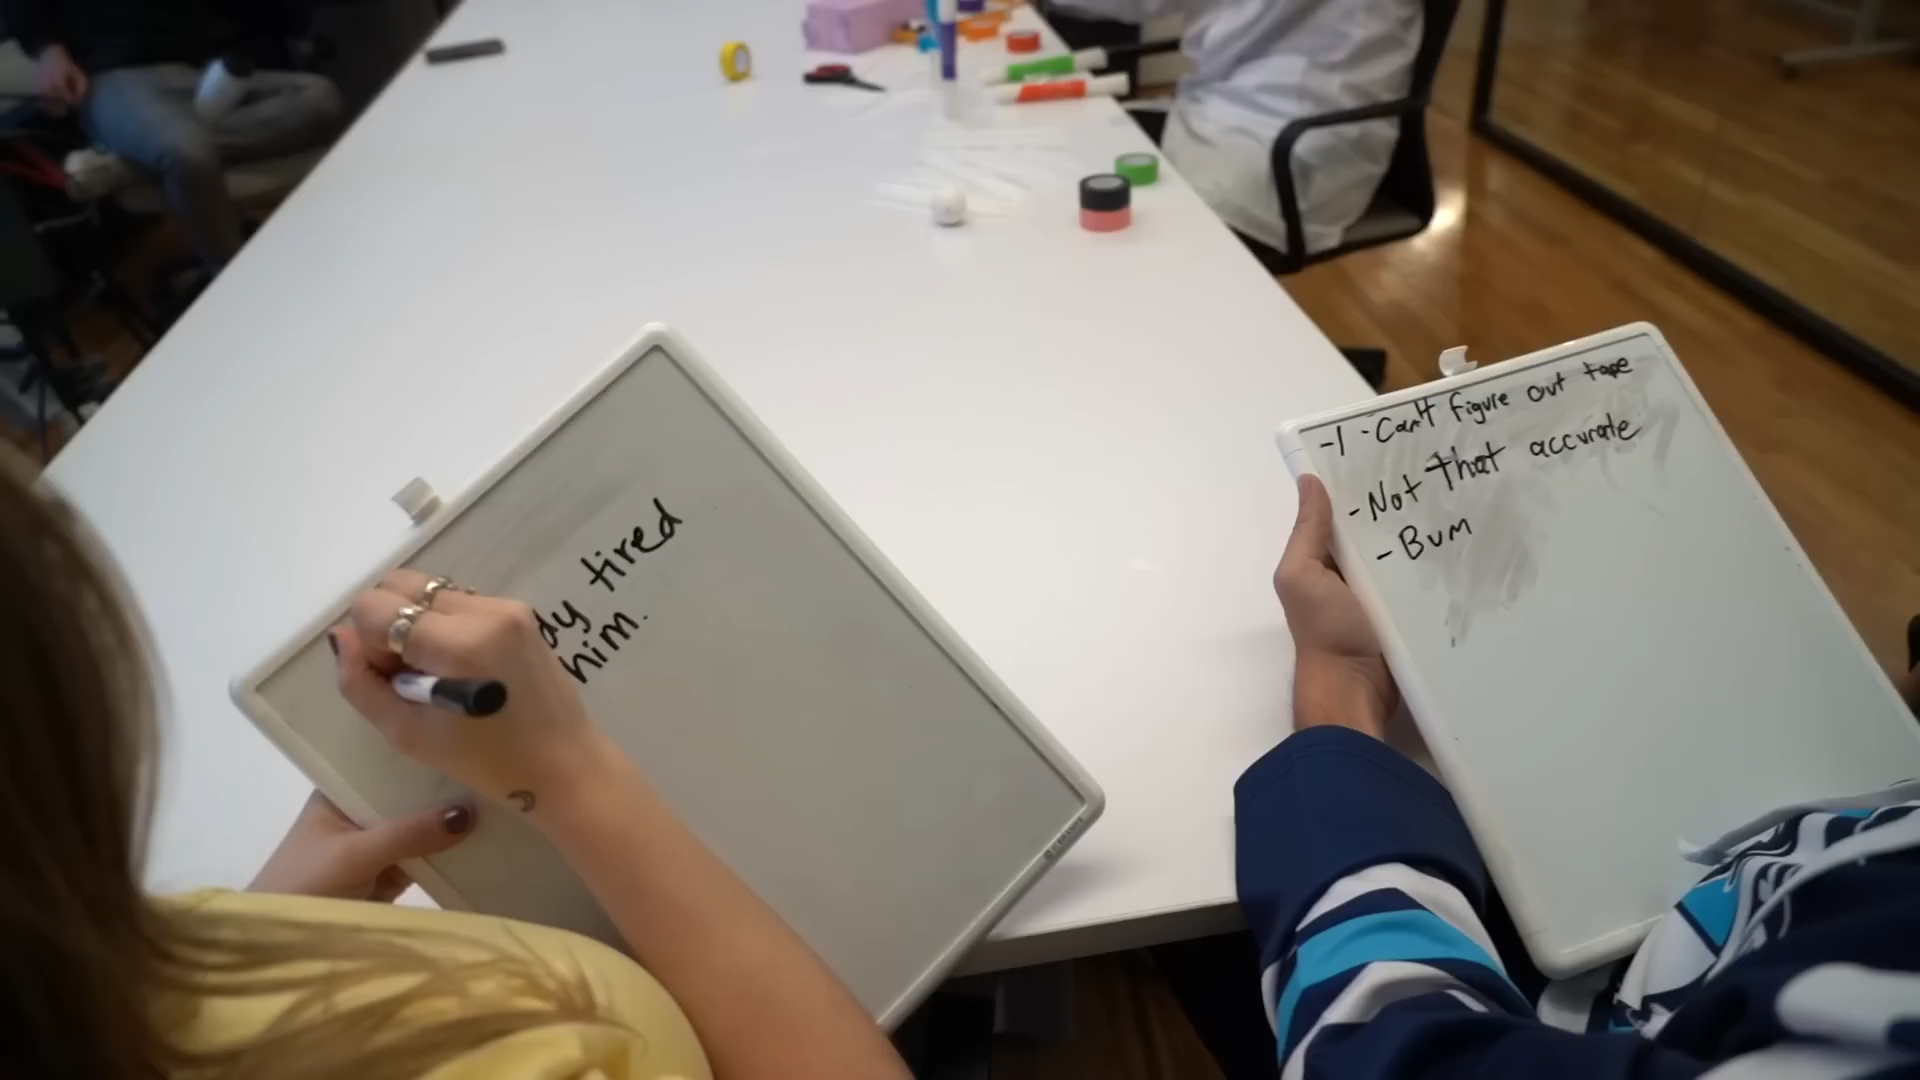 dy tired
him.
-1 - Can't figure out tape
- Not that accurate
- Bum